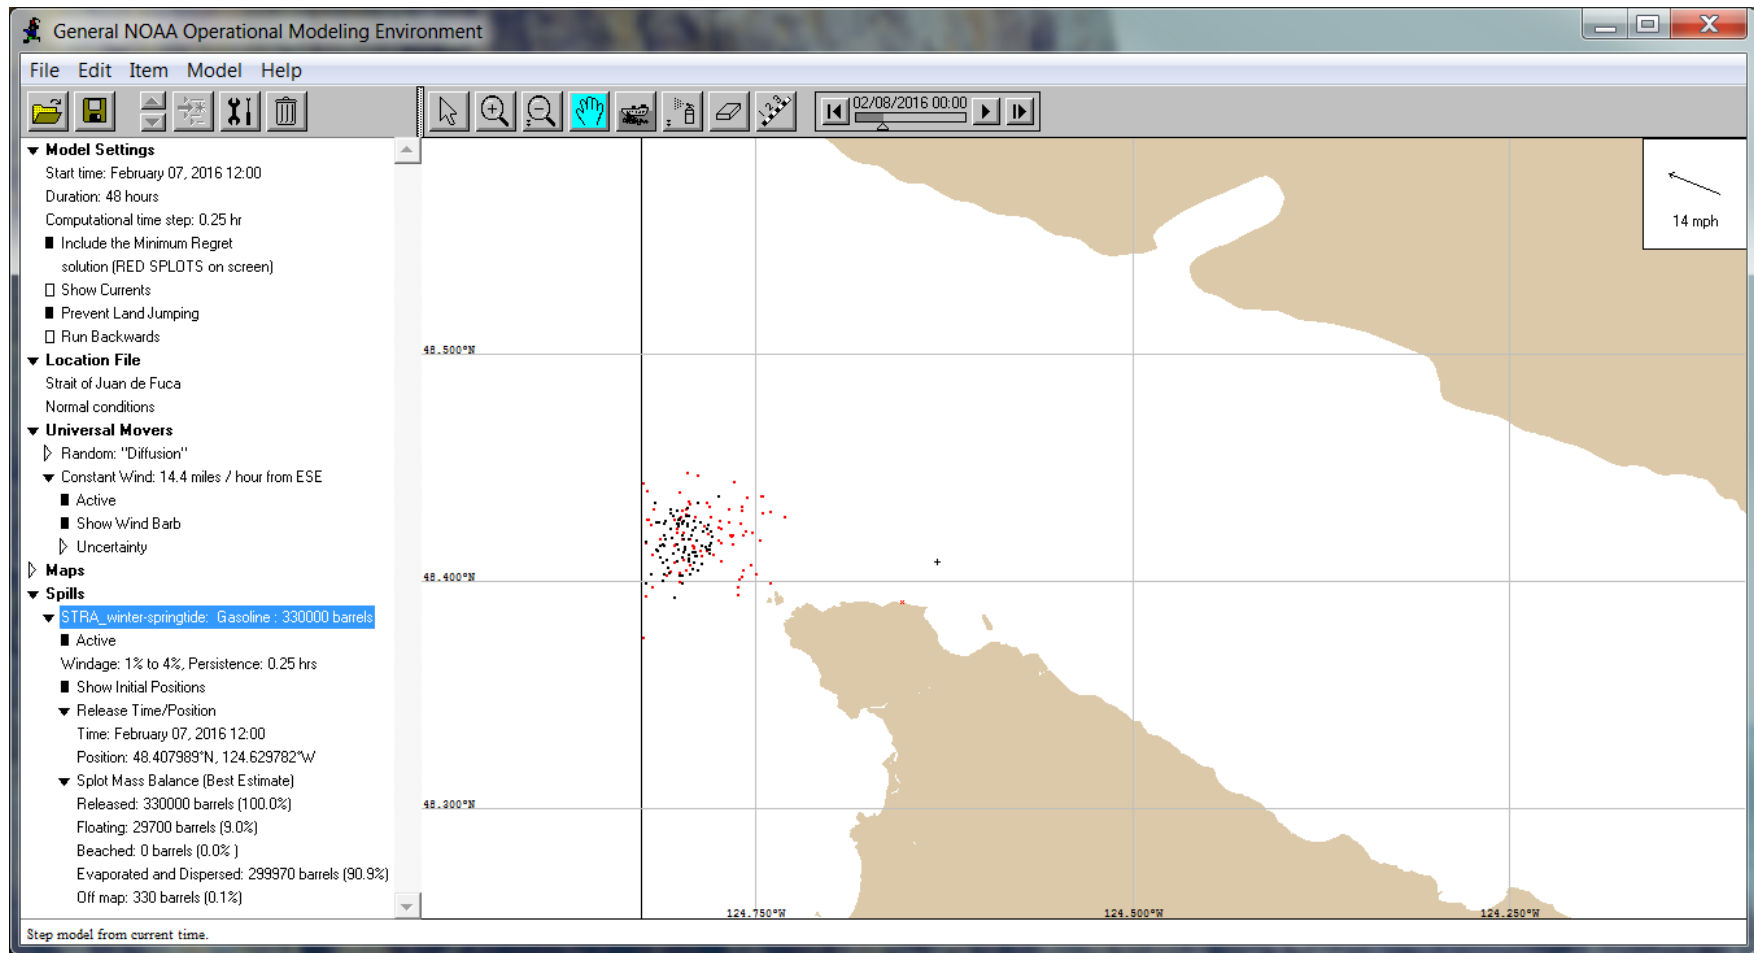 General NOAA Operational Modeling Environment
File Edit Item Model Help
02/08/2016 00:00
Model Settings
Start time: February 07, 2016 12:00
Duration: 48 hours
Computational time step: 0.25 hr
Include the Minimum Regret
solution (RED SPLOTS on screen)
Show Currents
Prevent Land Jumping
Run Backwards
Location File
Strait of Juan de Fuca
Normal conditions
Universal Movers
Random: "Diffusion"
Constant Wind: 14.4 miles / hour from ESE
Active
Show Wind Barb
Uncertainty
Maps
Spills
STRA_winter-springtide: Gasoline : 330000 barrels
Active
Windage: 1% to 4%, Persistence: 0.25 hrs
Show Initial Positions
Release Time/Position
Time: February 07, 2016 12:00
Position: 48.407989°N, 124.629782°W
Splot Mass Balance (Best Estimate)
Released: 330000 barrels (100.0%)
Floating: 29700 barrels (9.0%)
Beached: 0 barrels (0.0% )
Evaporated and Dispersed: 299970 barrels (90.9%)
Off map: 330 barrels (0.1%)
14 mph
48.500°N
48.400°N
48.300°N
124.750°W
124.500°W
124.250°W
Step model from current time.